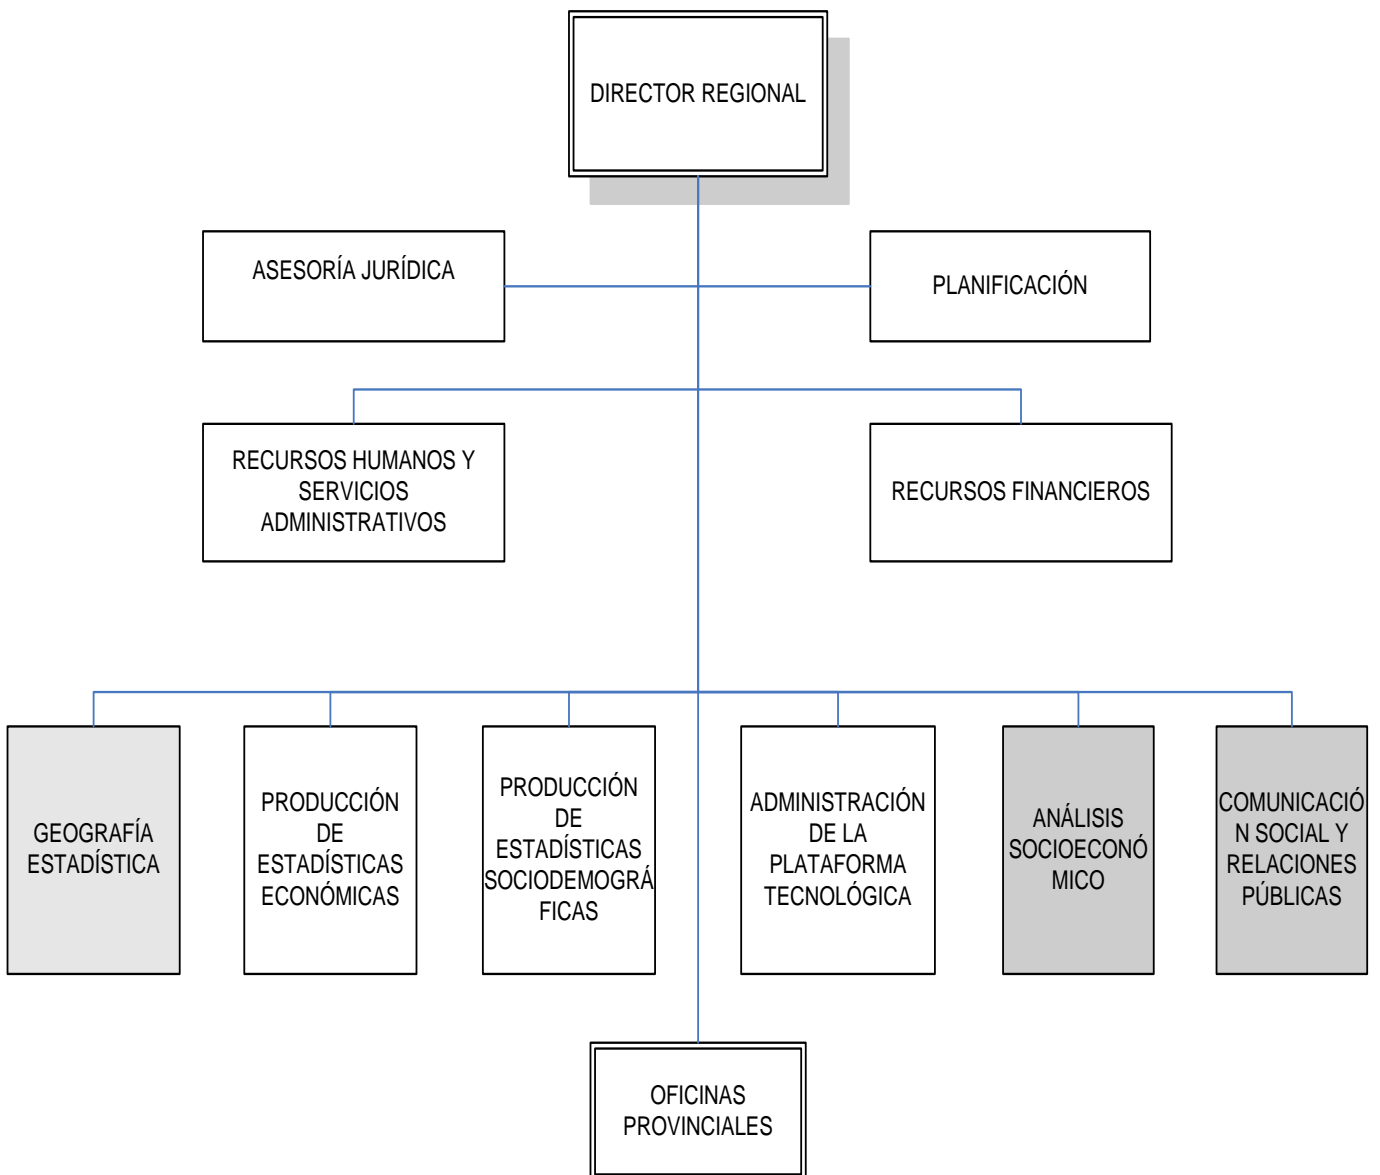 DIRECTOR REGIONAL
ASESORÍA JURÍDICA
PLANIFICACIÓN
RECURSOS HUMANOS Y
SERVICIOS
ADMINISTRATIVOS
RECURSOS FINANCIEROS
GEOGRAFÍA
ESTADÍSTICA
PRODUCCIÓN
DE
ESTADÍSTICAS
ECONÓMICAS
PRODUCCIÓN
DE
ESTADÍSTICAS
SOCIODEMOGRÁ
FICAS
ADMINISTRACIÓN
DE LA
PLATAFORMA
TECNOLÓGICA
ANÁLISIS
SOCIOECONÓ
MICO
COMUNICACIÓ
N SOCIAL Y
RELACIONES
PÚBLICAS
OFICINAS
PROVINCIALES